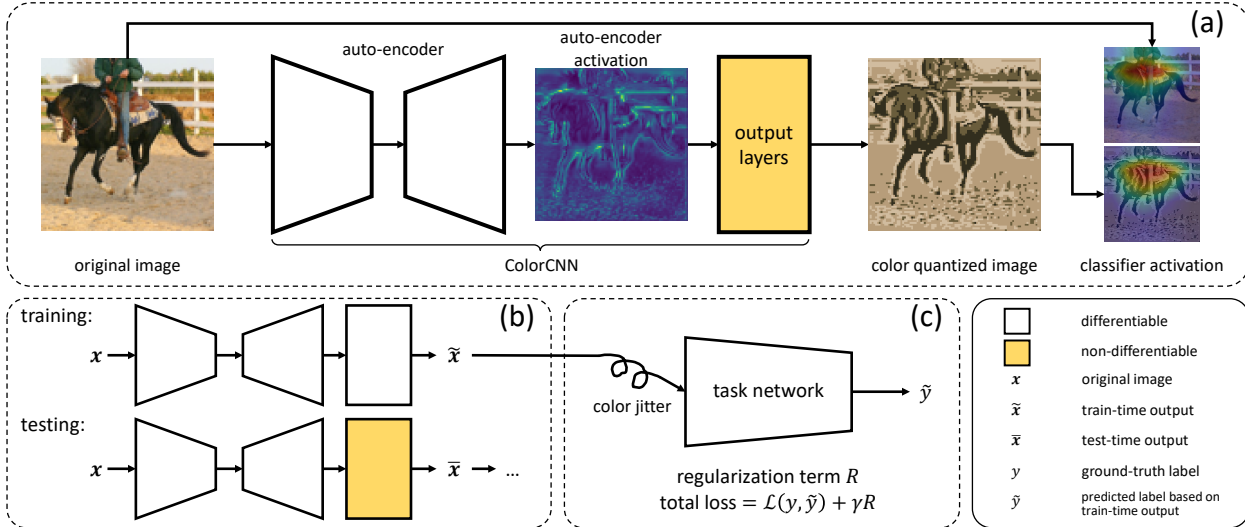 (a)
auto-encoder
auto-encoder
activation
output
layers
original image
ColorCNN
color quantized image
classifier activation
(b)
training:
x
x̃
testing:
x
x̄
...
(c)
color jitter
task network
ỹ
regularization term R
total loss = ℒ(y, ỹ) + γR
differentiable
non-differentiable
x original image
x̃ train-time output
x̄ test-time output
y ground-truth label
ỹ predicted label based on
train-time output